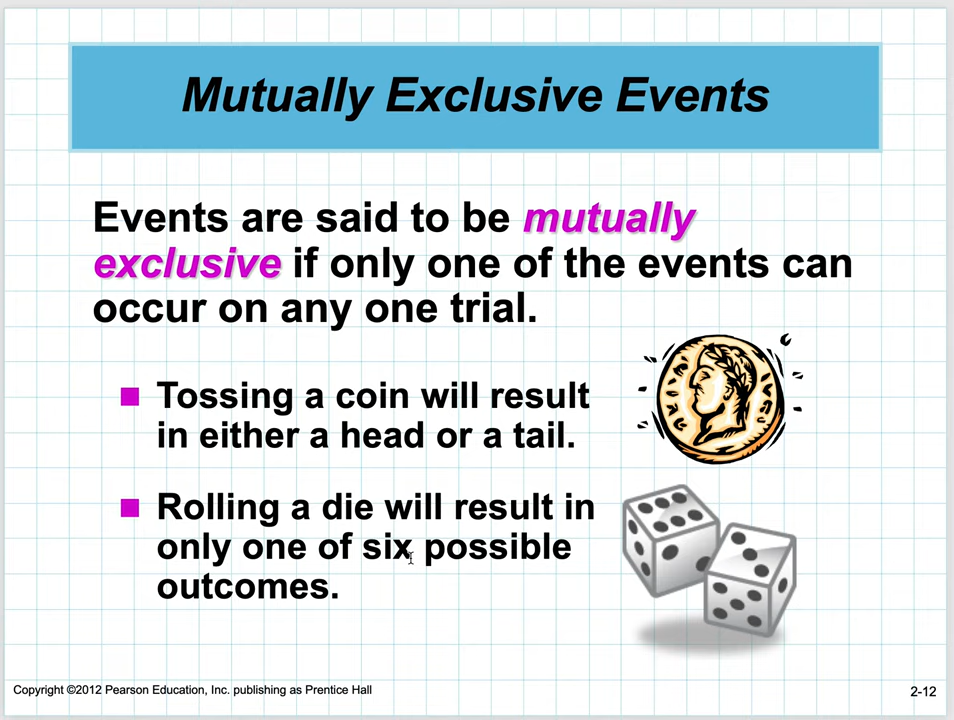 Mutually Exclusive Events
Events are said to be mutually
exclusive if only one of the events can
occur on any one trial.
Tossing a coin will result
in either a head or a tail.
Rolling a die will result in
only one of six possible
outcomes.
Copyright ©2012 Pearson Education, Inc. publishing as Prentice Hall
2-12